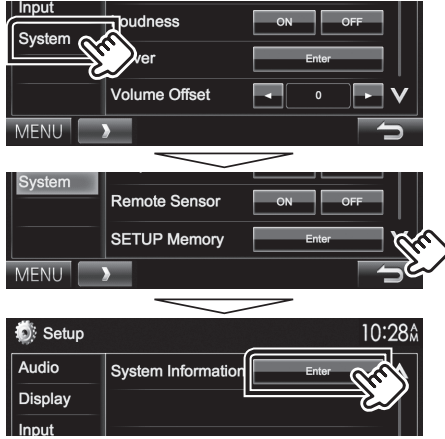 Input
System
oudness
ON
OFF
ver
Enter
Volume Offset
0
MENU
System
Remote Sensor
ON
OFF
SETUP Memory
Enter
MENU
Setup
10:28
Audio
System Information
Enter
Display
Input